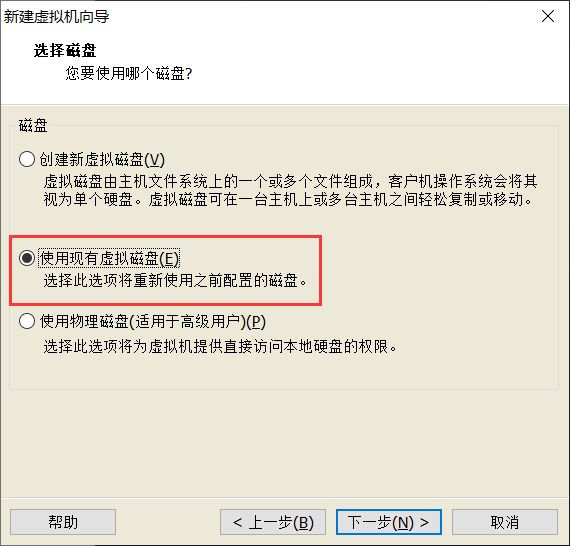 新建虚拟机向导
选择磁盘
您要使用哪个磁盘?
磁盘
创建新虚拟磁盘(V)
虚拟磁盘由主机文件系统上的一个或多个文件组成，客户机操作系统会将其
视为单个硬盘。虚拟磁盘可在一台主机上或多台主机之间轻松复制或移动。
使用现有虚拟磁盘(E)
选择此选项将重新使用之前配置的磁盘。
使用物理磁盘(适用于高级用户)(P)
选择此选项将为虚拟机提供直接访问本地硬盘的权限。
帮助
< 上一步(B)
下一步(N) >
取消